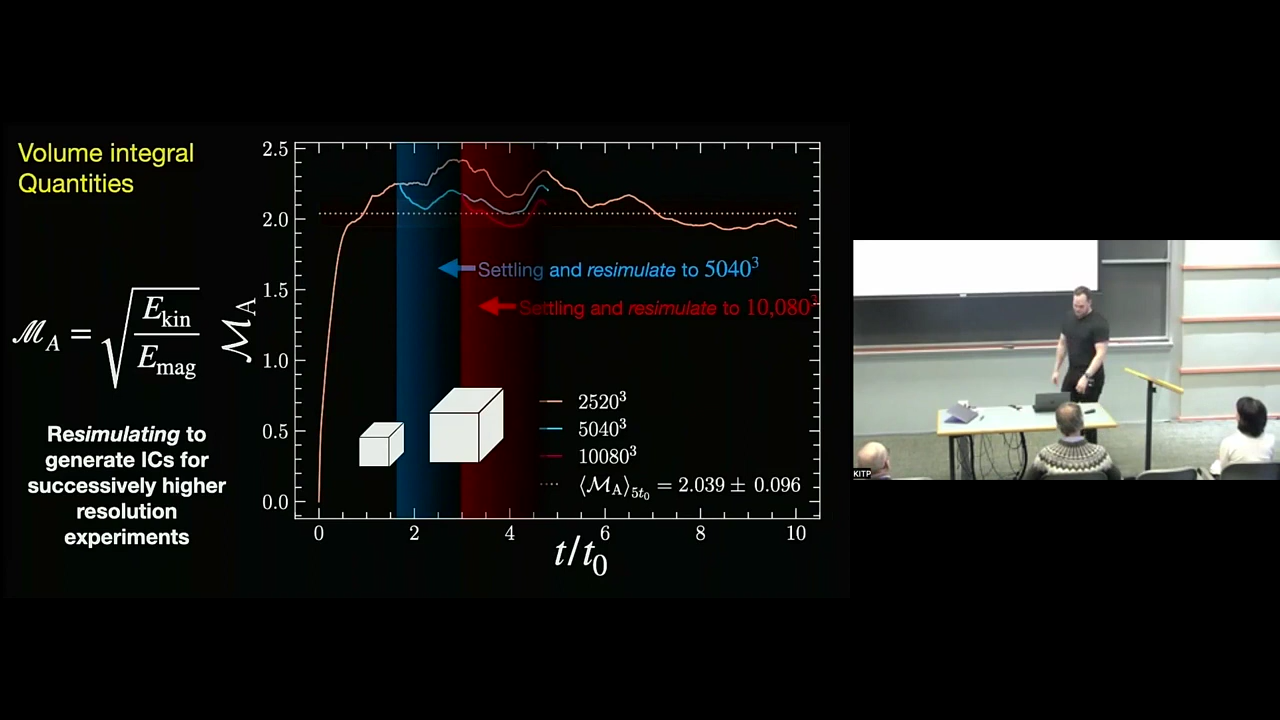 Volume integral
Quantities
ℳ_A = √(E_kin / E_mag)
Resimulating to
generate ICs for
successively higher
resolution
experiments
ℳ_A
2.5
2.0
1.5
1.0
0.5
0.0
Settling and resimulate to 5040³
Settling and resimulate to 10,080³
2520³
5040³
10080³
⟨ℳ_A⟩_5t₀ = 2.039 ± 0.096
0 2 4 6 8 10
t/t₀
KITP